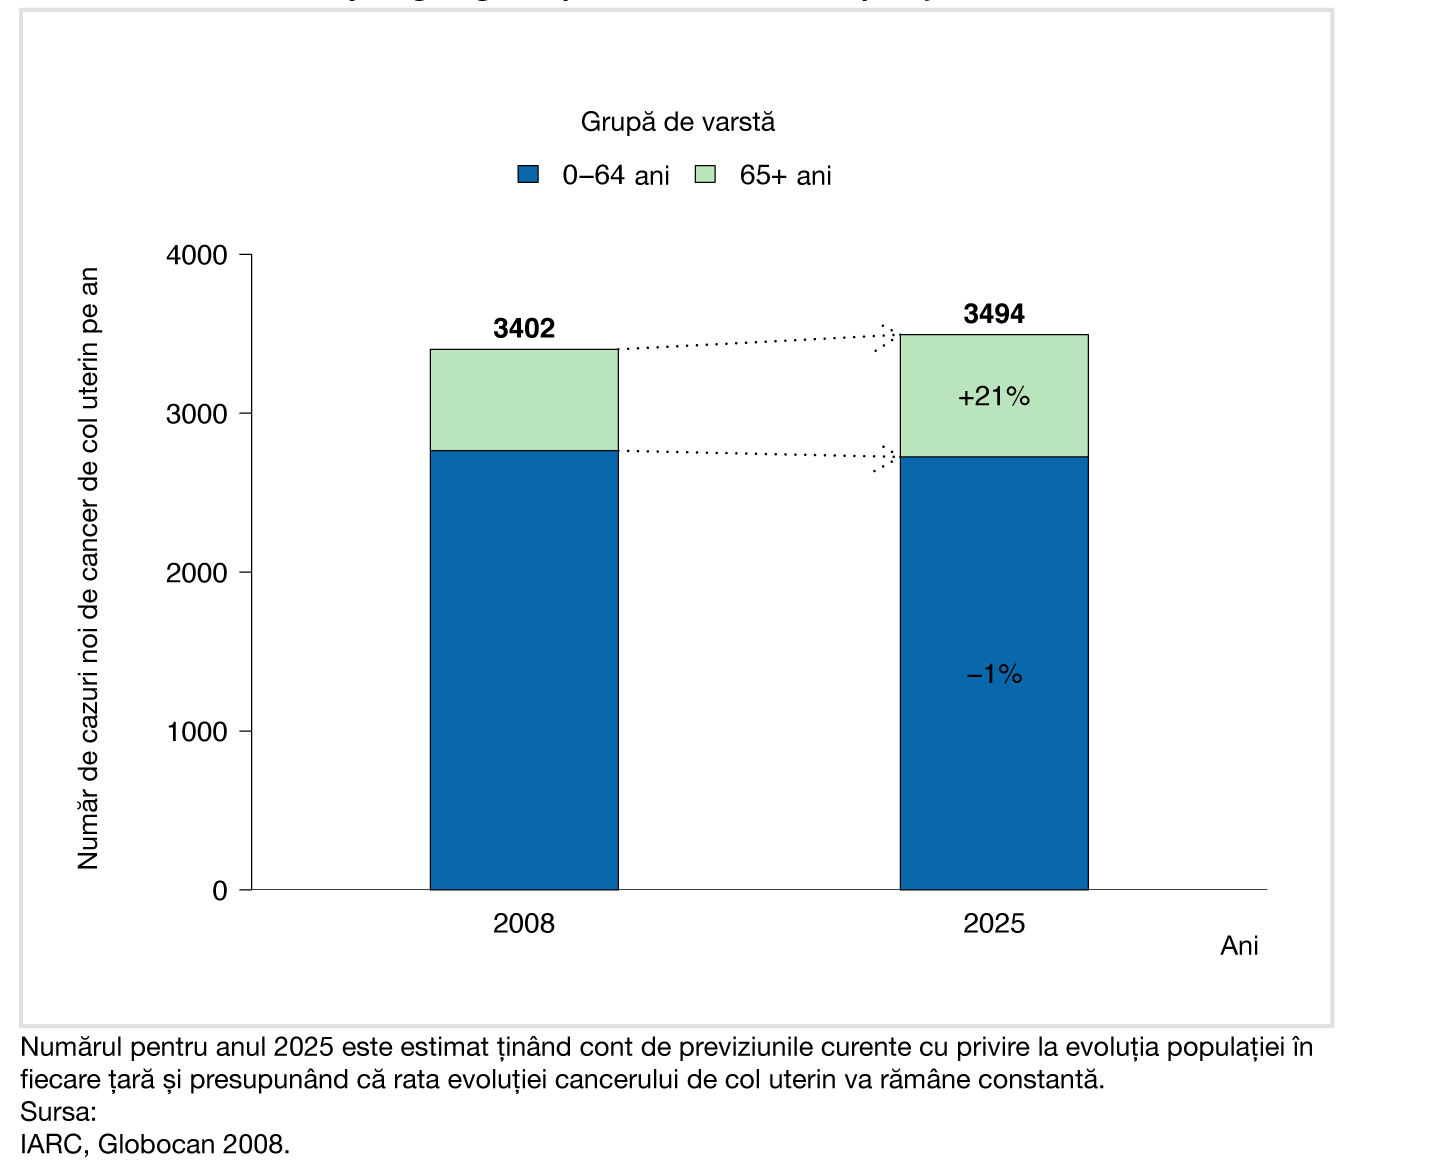 Grupă de varstă
0–64 ani 65+ ani
Număr de cazuri noi de cancer de col uterin pe an
4000
3000
2000
1000
0
3402
3494
+21%
–1%
2008
2025
Ani
Numărul pentru anul 2025 este estimat ținând cont de previziunile curente cu privire la evoluția populației în
fiecare țară și presupunând că rata evoluției cancerului de col uterin va rămâne constantă.
Sursa:
IARC, Globocan 2008.